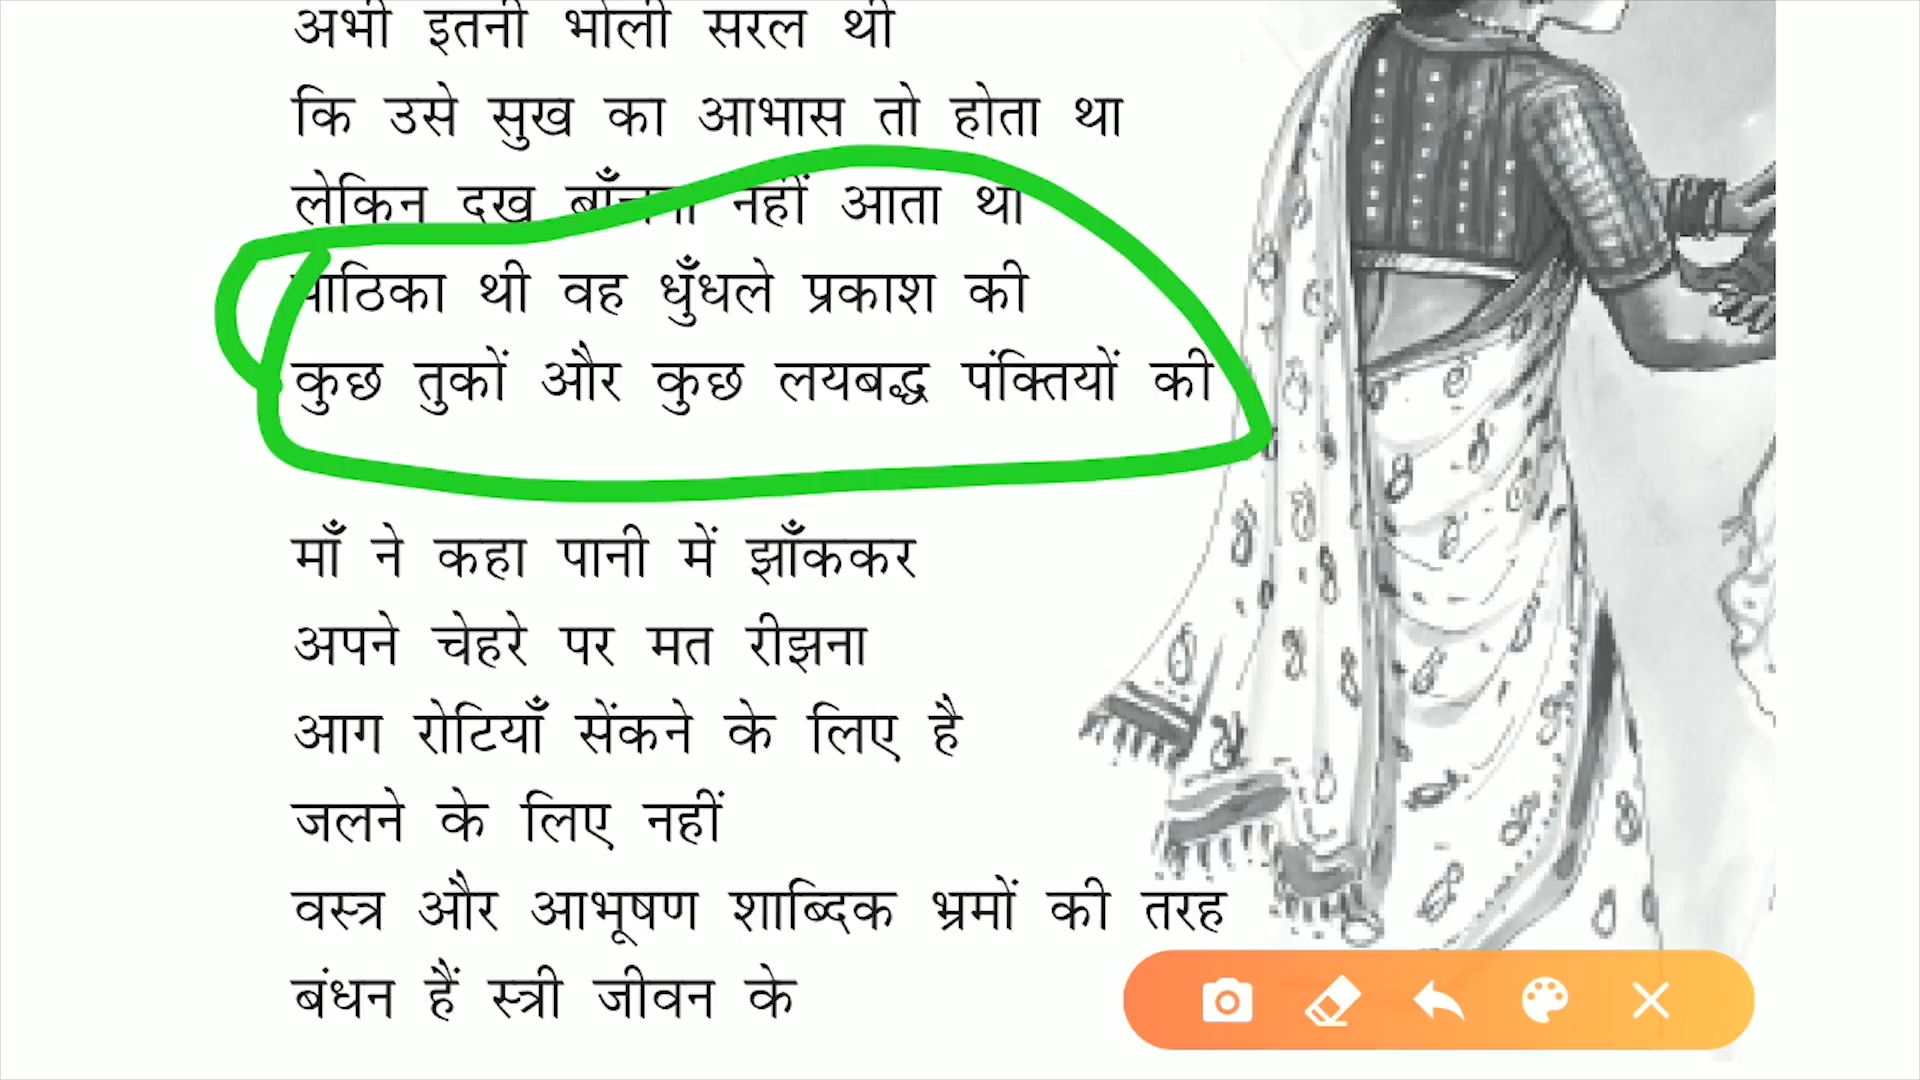 अभी इतनी भोली सरल थी
कि उसे सुख का आभास तो होता था
लेकिन दुख बाँचना नहीं आता था
पाठिका थी वह धुँधले प्रकाश की
कुछ तुकों और कुछ लयबद्ध पंक्तियों की
माँ ने कहा पानी में झाँककर
अपने चेहरे पर मत रीझना
आग रोटियाँ सेंकने के लिए है
जलने के लिए नहीं
वस्त्र और आभूषण शाब्दिक भ्रमों की तरह
बंधन हैं स्त्री जीवन के